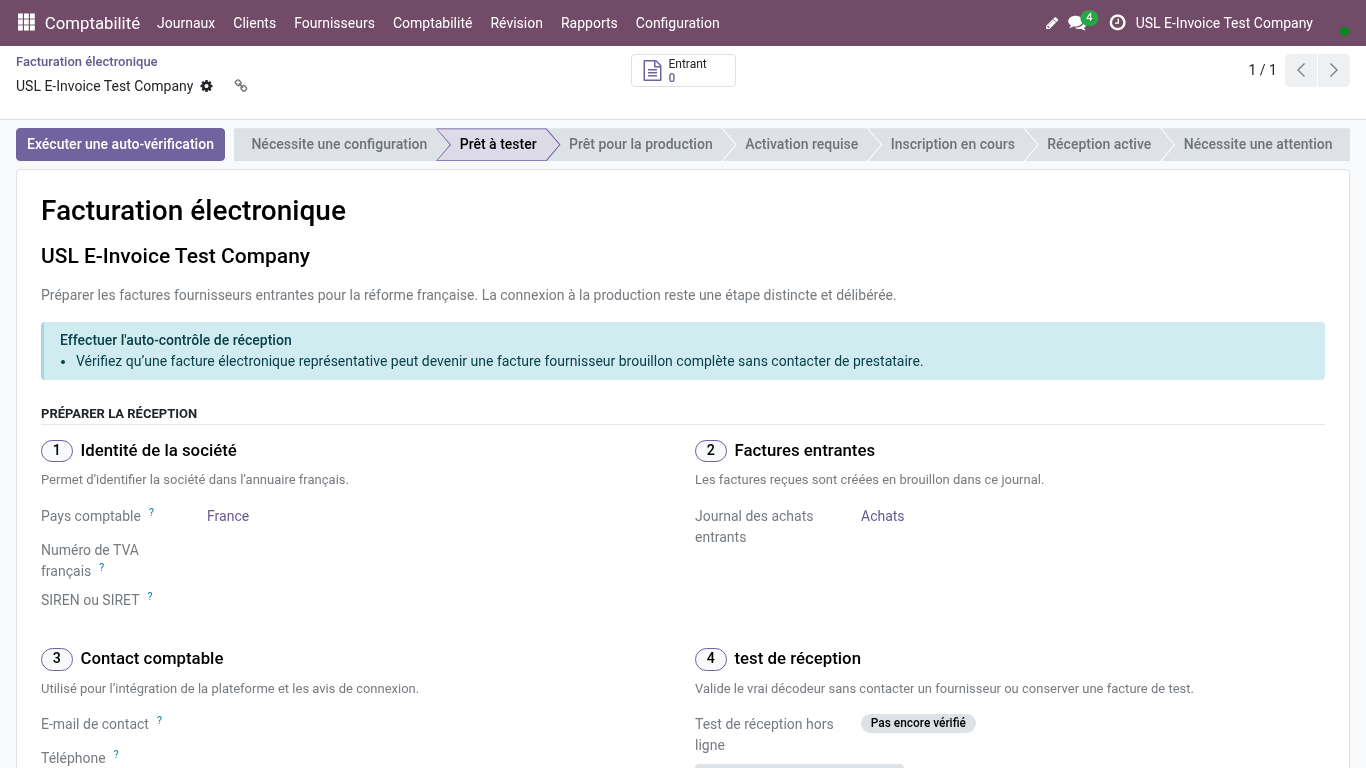 Comptabilité Journaux Clients Fournisseurs Comptabilité Révision Rapports Configuration 4 USL E-Invoice Test Company
Facturation électronique
USL E-Invoice Test Company
Entrant
0
1 / 1
Exécuter une auto-vérification
Nécessite une configuration Prêt à tester Prêt pour la production Activation requise Inscription en cours Réception active Nécessite une attention
Facturation électronique
USL E-Invoice Test Company
Préparer les factures fournisseurs entrantes pour la réforme française. La connexion à la production reste une étape distincte et délibérée.
Effectuer l'auto-contrôle de réception
• Vérifiez qu’une facture électronique représentative peut devenir une facture fournisseur brouillon complète sans contacter de prestataire.
PRÉPARER LA RÉCEPTION
1 Identité de la société
Permet d’identifier la société dans l’annuaire français.
Pays comptable ? France
Numéro de TVA
français ?
SIREN ou SIRET ?
2 Factures entrantes
Les factures reçues sont créées en brouillon dans ce journal.
Journal des achats
entrants
Achats
3 Contact comptable
Utilisé pour l’intégration de la plateforme et les avis de connexion.
E-mail de contact ?
Téléphone ?
4 test de réception
Valide le vrai décodeur sans contacter un fournisseur ou conserver une facture de test.
Test de réception hors
ligne
Pas encore vérifié